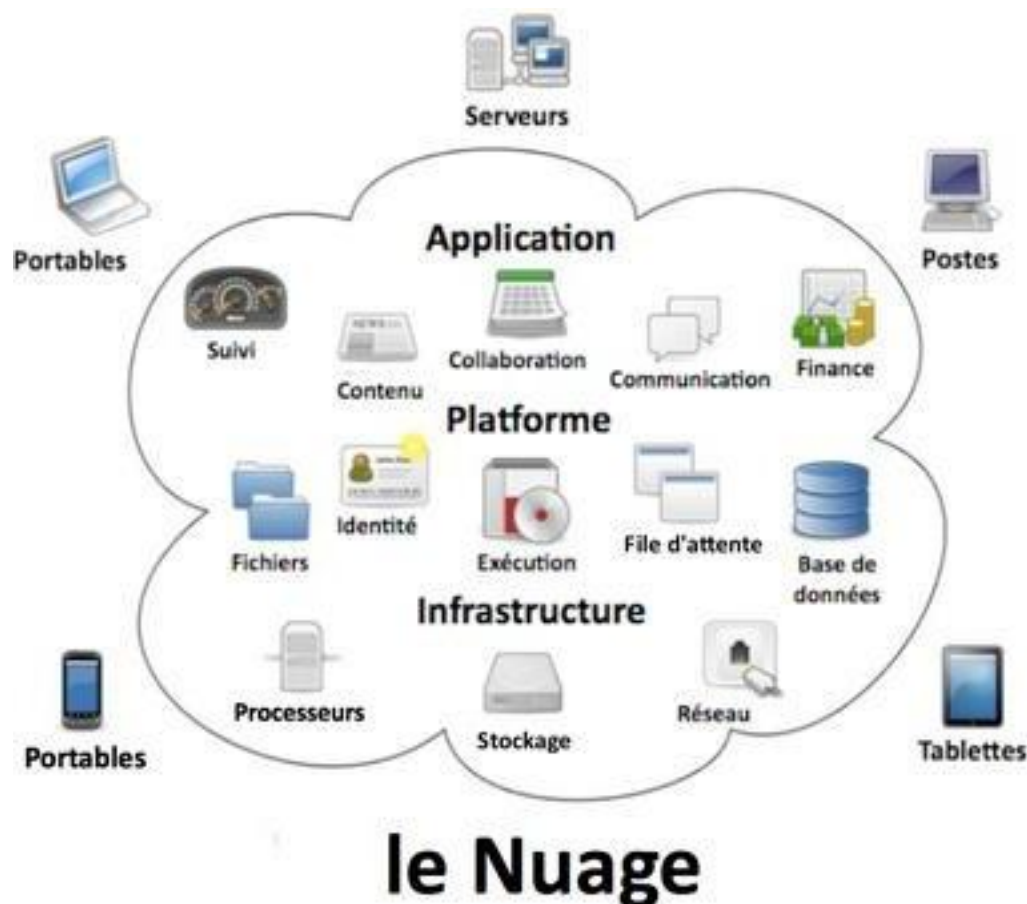 Serveurs
Portables
Postes
Application
Suivi
Contenu
Collaboration
Communication
Finance
Platforme
Fichiers
Identité
Exécution
File d'attente
Base de
données
Infrastructure
Processeurs
Stockage
Réseau
Portables
Tablettes
le Nuage